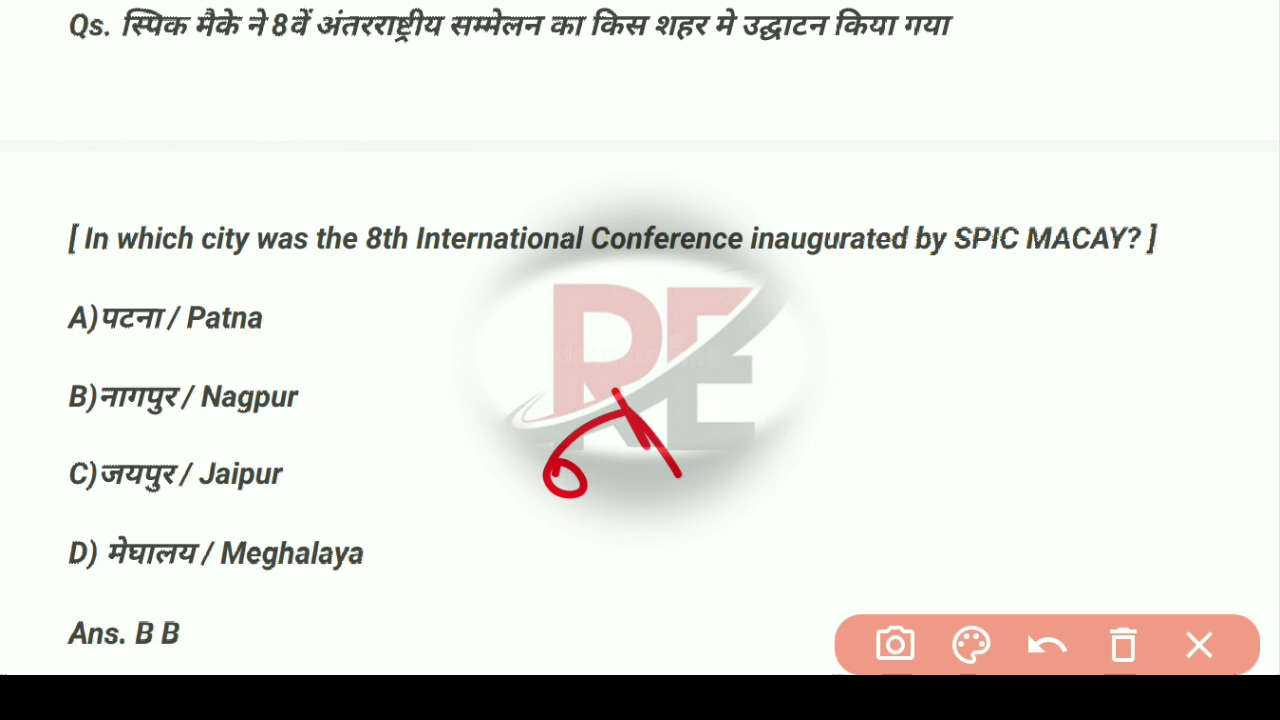 Qs. स्पिक मैके ने 8वें अंतरराष्ट्रीय सम्मेलन का किस शहर मे उद्घाटन किया गया
[ In which city was the 8th International Conference inaugurated by SPIC MACAY? ]
A)पटना / Patna
B)नागपुर / Nagpur
C)जयपुर / Jaipur
D) मेघालय / Meghalaya
Ans. B B
RE